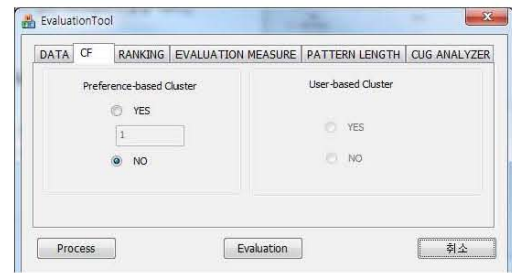 EvaluationTool
DATA CF RANKING EVALUATION MEASURE PATTERN LENGTH CUG ANALYZER
Preference-based Cluster User-based Cluster
YES YES
1
NO NO
Process Evaluation 취소